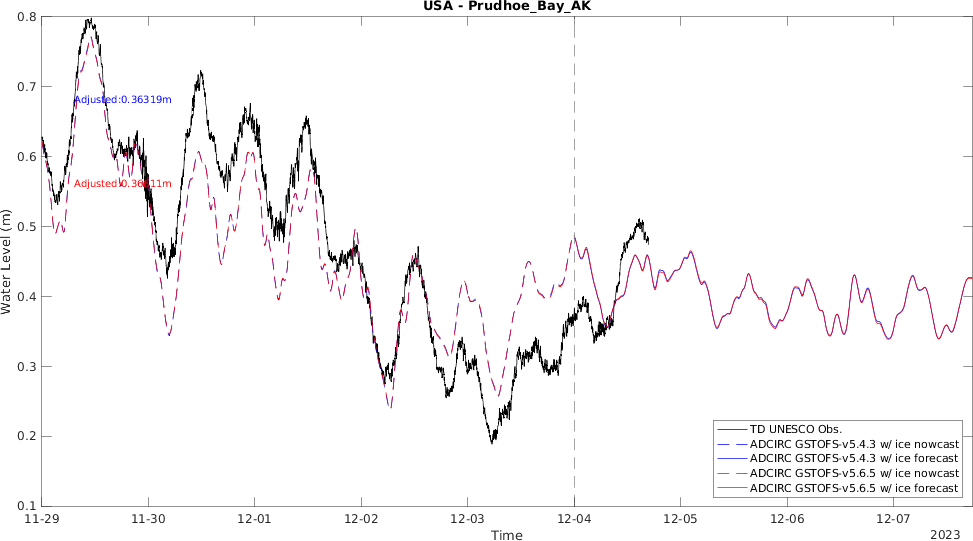 USA - Prudhoe_Bay_AK
0.8
0.7
Adjusted:0.36319m
0.6
Adjusted:0.36311m
0.5
Water Level (m)
0.4
0.3
0.2
0.1
TD UNESCO Obs.
ADCIRC GSTOFS-v5.4.3 w/ ice nowcast
ADCIRC GSTOFS-v5.4.3 w/ ice forecast
ADCIRC GSTOFS-v5.6.5 w/ ice nowcast
ADCIRC GSTOFS-v5.6.5 w/ ice forecast
11-29 11-30 12-01 12-02 12-03 12-04 12-05 12-06 12-07
Time
2023